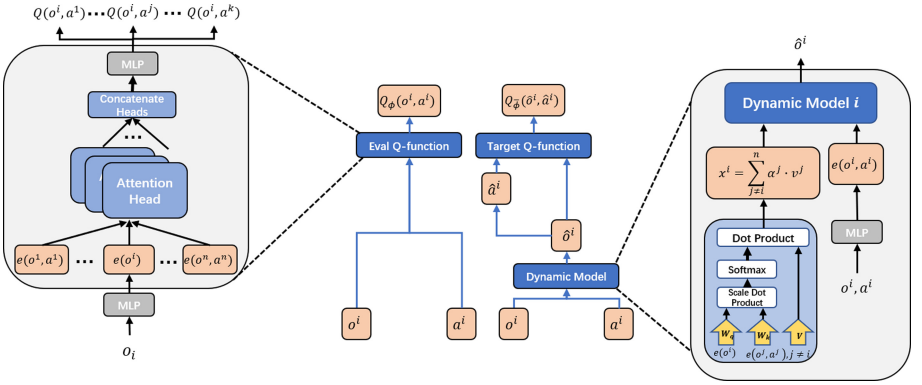 Q(o^i, a^1) ... Q(o^i, a^j) ... Q(o^i, a^k)
MLP
Concatenate Heads
...
A
Attention Head
e(o^1, a^1) ... e(o^i) ... e(o^n, a^n)
MLP
o_i
Q_ϕ(o^i, a^i)
Eval Q-function
o^i
a^i
Q_ϕ̄(ô^i, â^i)
Target Q-function
â^i
ô^i
Dynamic Model
o^i
a^i
ô^i
Dynamic Model i
x^i = ∑_{j≠i}^{n} α^j · v^j
e(o^i, a^i)
MLP
o^i, a^i
Dot Product
Softmax
Scale Dot Product
W_q
W_k
V
e(o^i)
e(o^j, a^j), j ≠ i